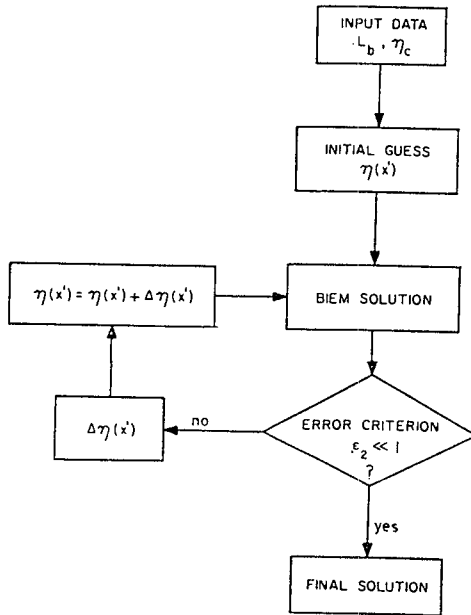 INPUT DATA
L_b , η_c
INITIAL GUESS
η(x')
BIEM SOLUTION
η(x') = η(x') + Δη(x')
ERROR CRITERION
ε_2 << 1
?
no
Δη(x')
yes
FINAL SOLUTION